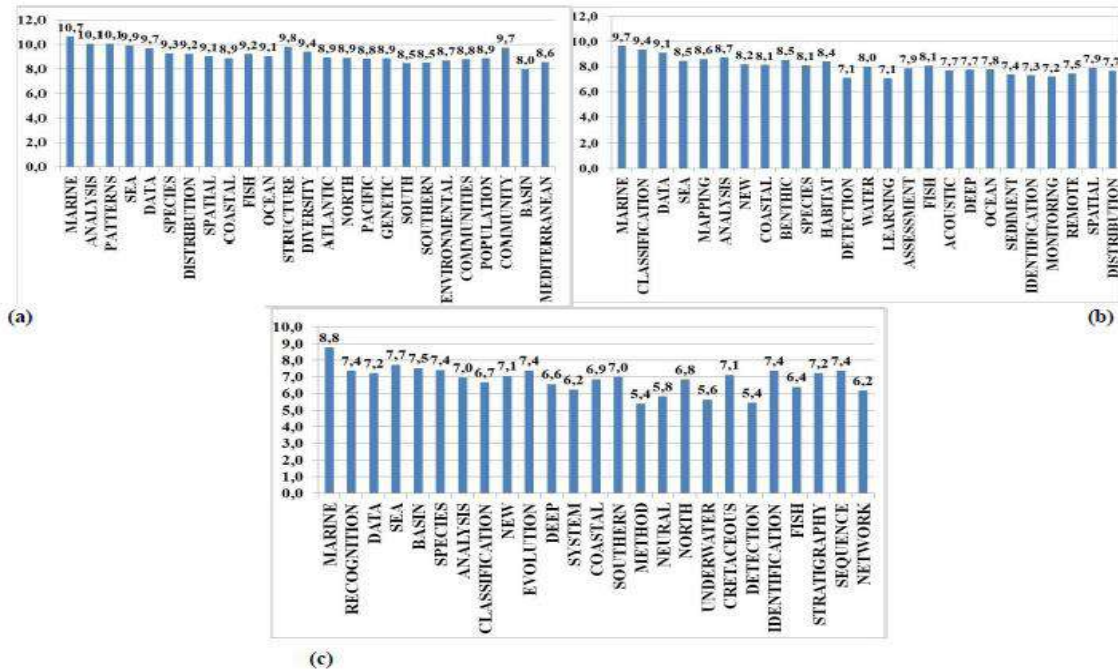 12,0
10,0
8,0
6,0
4,0
2,0
0,0
10,7 10,1 10,1 9,9 9,7 9,3 9,2 9,1 8,9 9,2 9,1 9,8 9,4 8,9 8,9 8,8 8,9 8,5 8,5 8,7 8,8 8,9 9,7 8,0 8,6
MARINE
ANALYSIS
PATTERNS
SEA
DATA
SPECIES
DISTRIBUTION
SPATIAL
COASTAL
FISH
OCEAN
STRUCTURE
DIVERSITY
ATLANTIC
NORTH
PACIFIC
GENETIC
SOUTH
SOUTHERN
ENVIRONMENTAL
COMMUNITIES
POPULATION
COMMUNITY
BASIN
MEDITERRANEAN
(a)
12,0
10,0
8,0
6,0
4,0
2,0
0,0
9,7 9,4 9,1 8,5 8,6 8,7 8,2 8,1 8,5 8,1 8,4 7,1 8,0 7,1 7,9 8,1 7,7 7,7 7,8 7,4 7,3 7,2 7,5 7,9 7,7
MARINE
CLASSIFICATION
DATA
SEA
MAPPING
ANALYSIS
NEW
COASTAL
BENTHIC
SPECIES
HABITAT
DETECTION
WATER
LEARNING
ASSESSMENT
FISH
ACOUSTIC
DEEP
OCEAN
SEDIMENT
IDENTIFICATION
MONITORING
REMOTE
SPATIAL
DISTRIBUTION
(b)
10,0
9,0
8,0
7,0
6,0
5,0
4,0
3,0
2,0
1,0
0,0
8,8 7,4 7,2 7,7 7,5 7,4 7,0 6,7 7,1 7,4 6,6 6,2 6,9 7,0 5,4 5,8 6,8 5,6 7,1 5,4 7,4 6,4 7,2 7,4 6,2
MARINE
RECOGNITION
DATA
SEA
BASIN
SPECIES
ANALYSIS
CLASSIFICATION
NEW
EVOLUTION
DEEP
SYSTEM
COASTAL
SOUTHERN
METHOD
NEURAL
NORTH
UNDERWATER
CRETACEOUS
DETECTION
IDENTIFICATION
FISH
STRATIGRAPHY
SEQUENCE
NETWORK
(c)